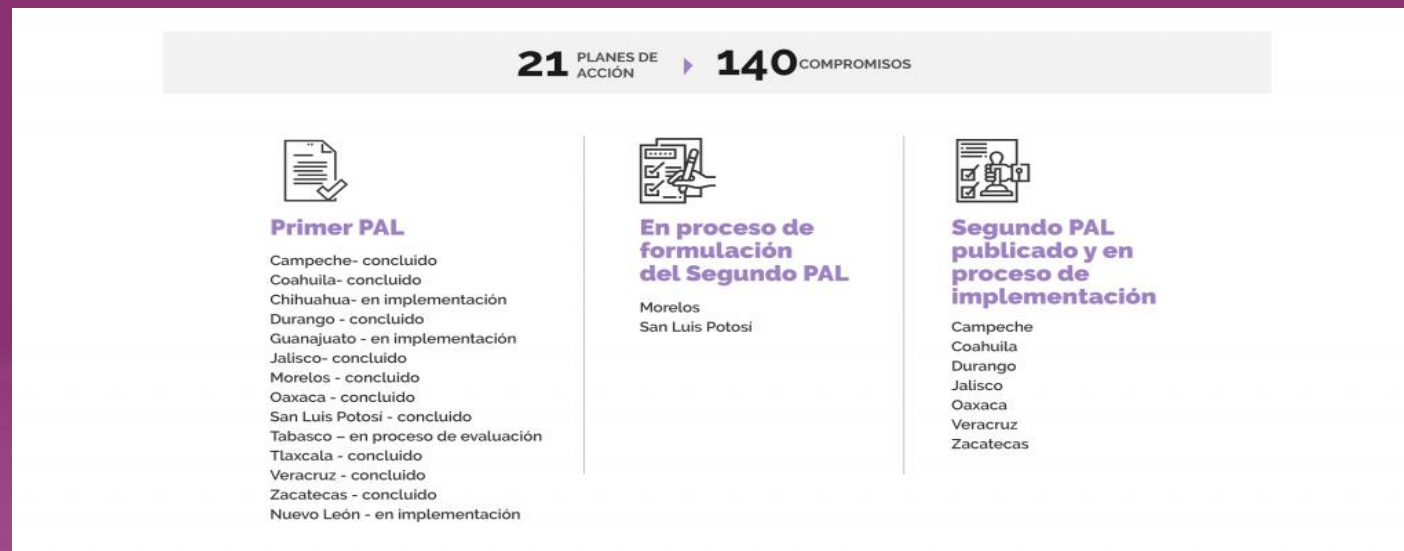 21 PLANES DE
ACCIÓN
140 COMPROMISOS
Primer PAL
Campeche- concluido
Coahuila- concluido
Chihuahua- en implementación
Durango - concluido
Guanajuato - en implementación
Jalisco- concluido
Morelos - concluido
Oaxaca - concluido
San Luis Potosí - concluido
Tabasco – en proceso de evaluación
Tlaxcala - concluido
Veracruz - concluido
Zacatecas - concluido
Nuevo León - en implementación
En proceso de
formulación
del Segundo PAL
Morelos
San Luis Potosí
Segundo PAL
publicado y en
proceso de
implementación
Campeche
Coahuila
Durango
Jalisco
Oaxaca
Veracruz
Zacatecas